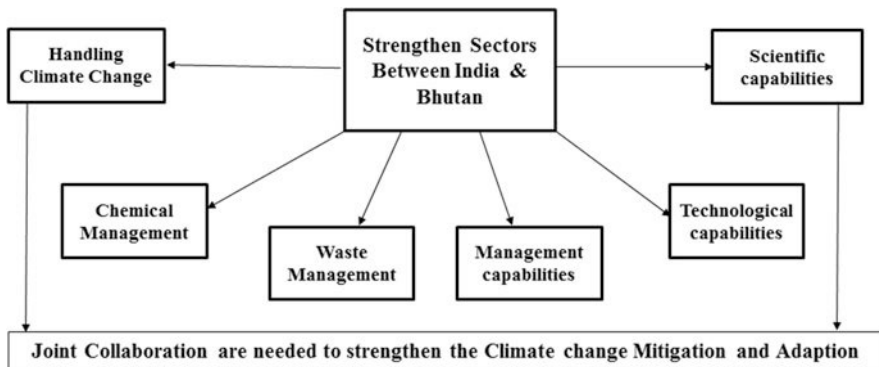 Handling
Climate Change
Strengthen Sectors
Between India &
Bhutan
Scientific
capabilities
Chemical
Management
Waste
Management
Management
capabilities
Technological
capabilities
Joint Collaboration are needed to strengthen the Climate change Mitigation and Adaption